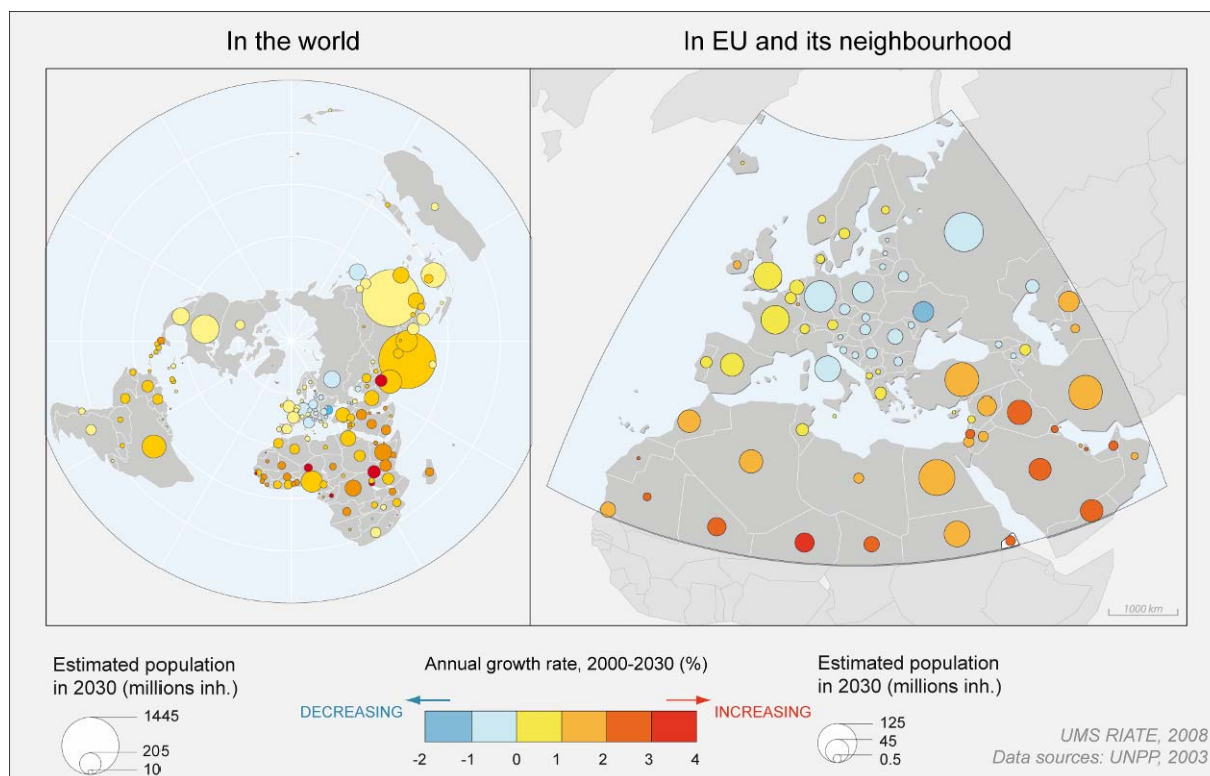 In the world
In EU and its neighbourhood
1000 km
Estimated population
in 2030 (millions inh.)
1445
205
10
Annual growth rate, 2000-2030 (%)
DECREASING
INCREASING
-2 -1 0 1 2 3 4
Estimated population
in 2030 (millions inh.)
125
45
0.5
UMS RIATE, 2008
Data sources: UNPP, 2003